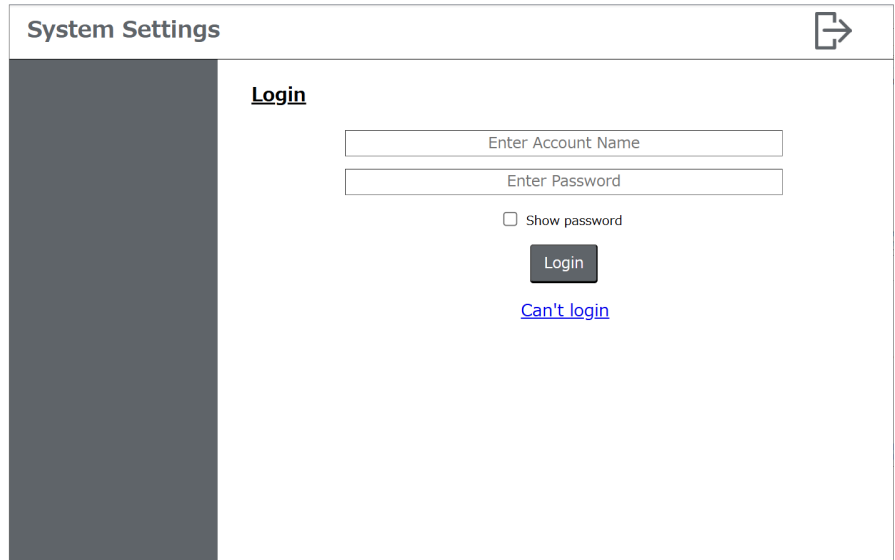 System Settings
Login
Enter Account Name
Enter Password
Show password
Login
Can't login